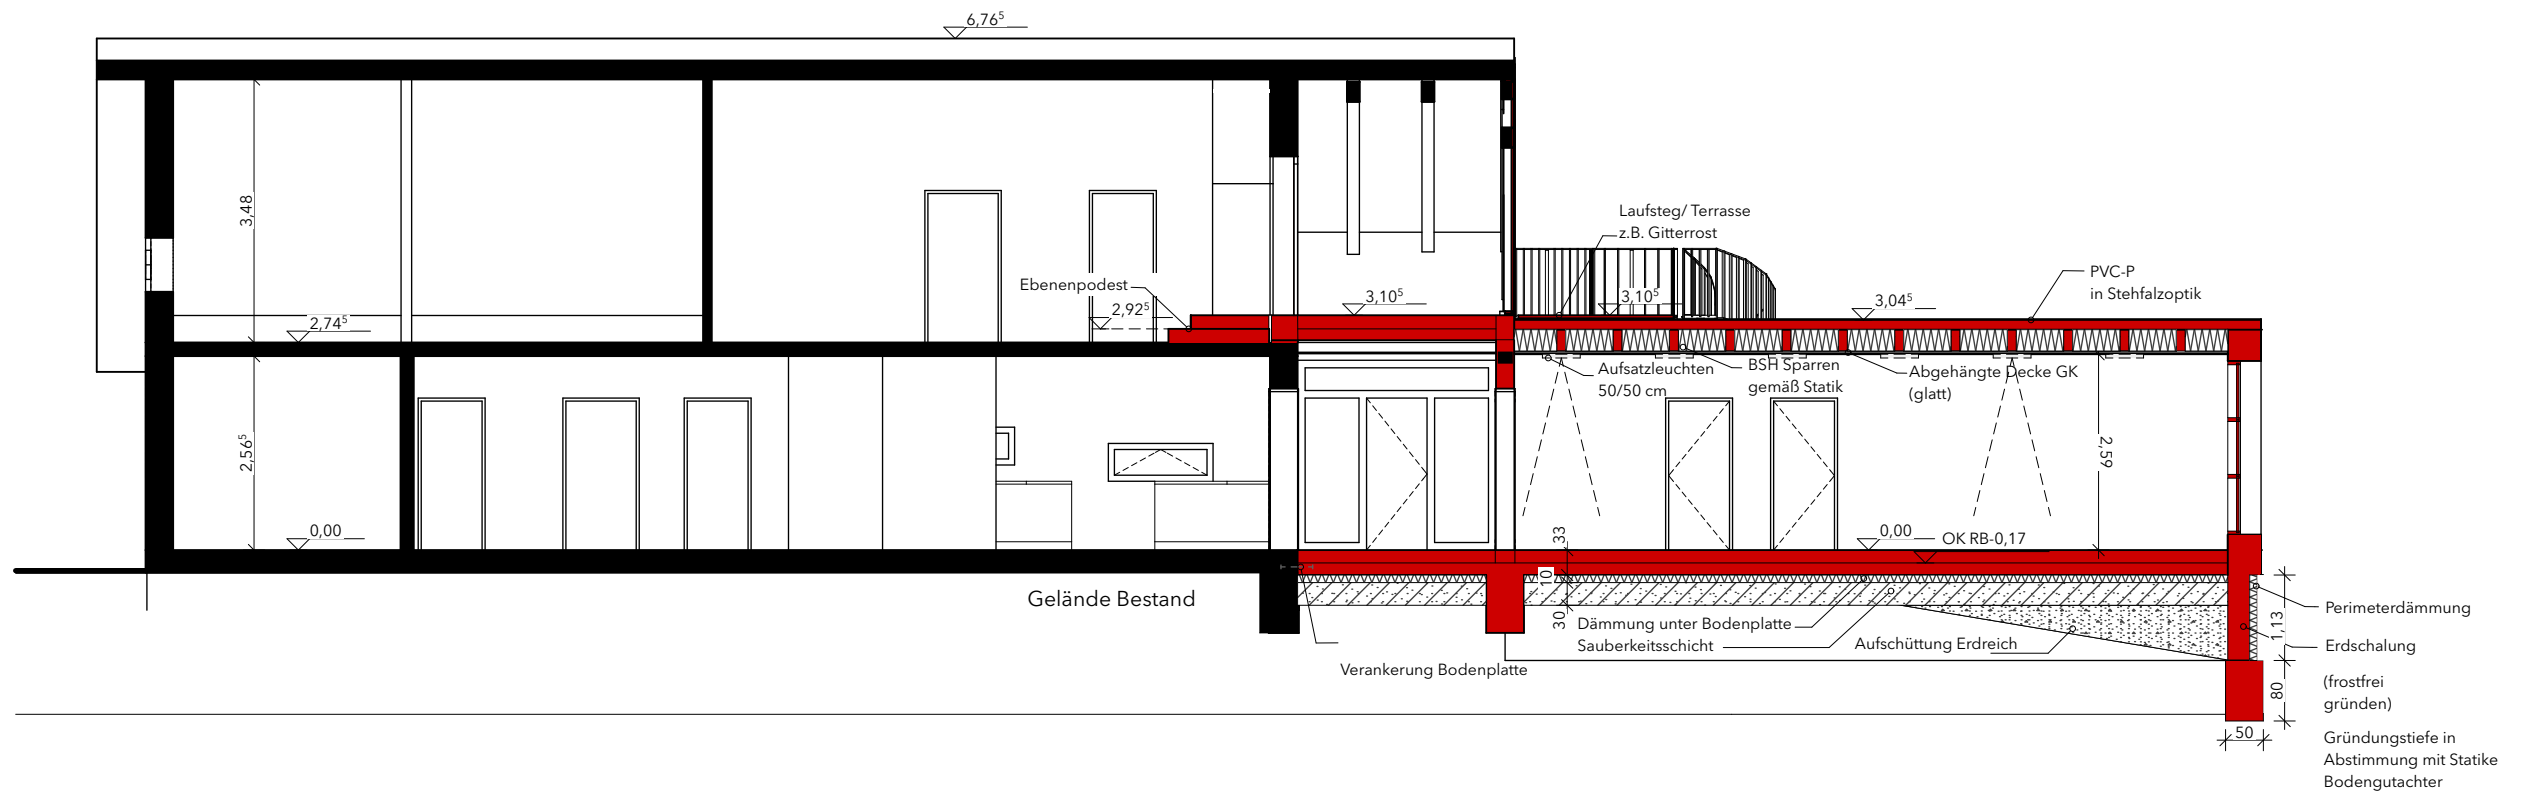 6,76⁵
3,48
Laufsteg/ Terrasse
z.B. Gitterrost
Ebenenpodest
2,92⁵
3,10⁵
3,10⁵
3,04⁵
PVC-P
in Stehfalzoptik
2,74⁵
Aufsatzleuchten
50/50 cm
BSH Sparren
gemäß Statik
Abgehängte Decke GK
(glatt)
2,56⁵
2,59
0,00
33
0,00
OK RB-0,17
10
30
Gelände Bestand
Dämmung unter Bodenplatte
Sauberkeitsschicht
Aufschüttung Erdreich
Verankerung Bodenplatte
Perimeterdämmung
1,13
Erdschalung
80
(frostfrei
gründen)
50
Gründungstiefe in
Abstimmung mit Statike
Bodengutachter